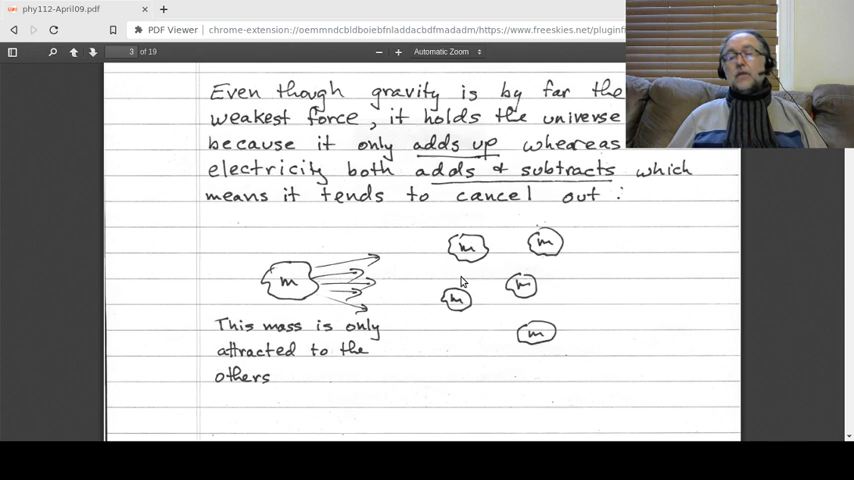 phy112-April09.pdf
PDF Viewer | chrome-extension://oemmndcbldboiebfnladdacbdfmadadm/https://www.freeskies.net/pluginfi
3 of 19
Automatic Zoom
Even though gravity is by far the
weakest force, it holds the universe
because it only adds up whereas
electricity both adds & subtracts which
means it tends to cancel out :
m
m
m
m
m
m
This mass is only
attracted to the
others